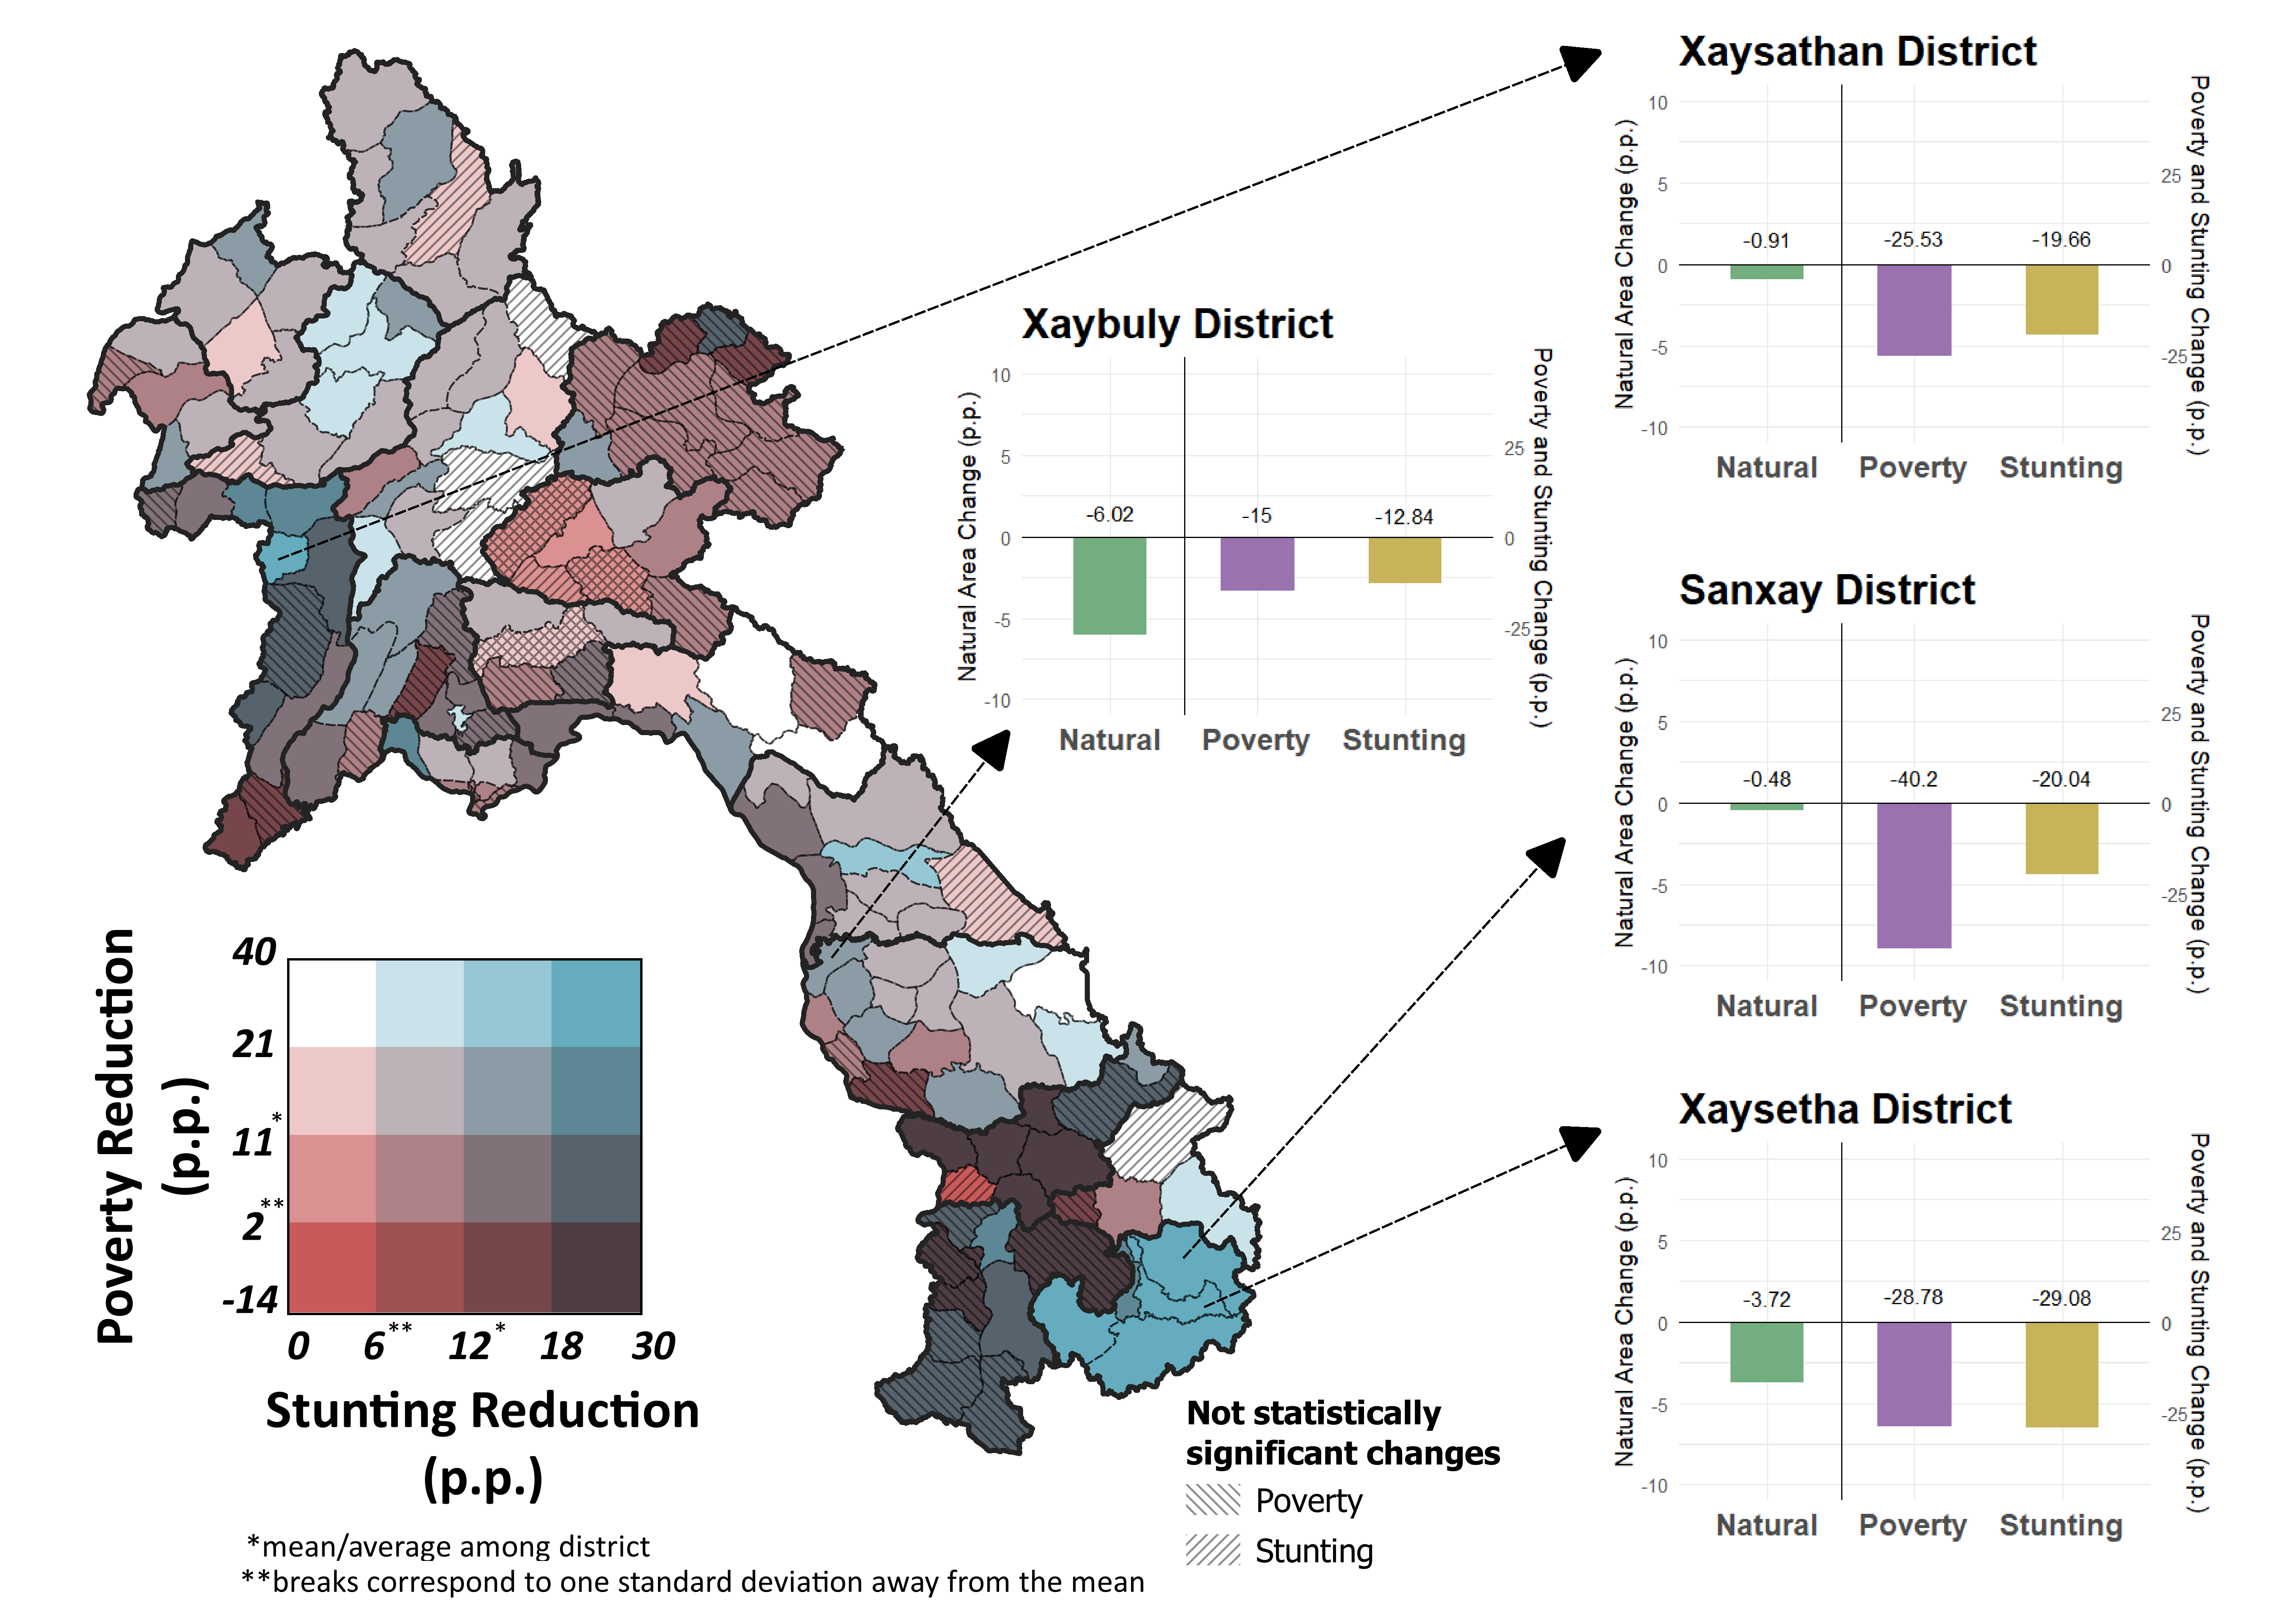 Xaysathan District
Natural Area Change (p.p.)
10
5
0
-5
-10
-0.91
-25.53
-19.66
25
0
-25
Poverty and Stunting Change (p.p.)
Natural Poverty Stunting
Xaybuly District
Natural Area Change (p.p.)
10
5
0
-5
-10
-6.02
-15
-12.84
25
0
-25
Poverty and Stunting Change (p.p.)
Natural Poverty Stunting
Sanxay District
Natural Area Change (p.p.)
10
5
0
-5
-10
-0.48
-40.2
-20.04
25
0
-25
Poverty and Stunting Change (p.p.)
Natural Poverty Stunting
Xaysetha District
Natural Area Change (p.p.)
10
5
0
-5
-10
-3.72
-28.78
-29.08
25
0
-25
Poverty and Stunting Change (p.p.)
Natural Poverty Stunting
Poverty Reduction
(p.p.)
40
21
11*
2**
-14
0 6** 12* 18 30
Stunting Reduction
(p.p.)
*mean/average among district
**breaks correspond to one standard deviation away from the mean
Not statistically
significant changes
Poverty
Stunting